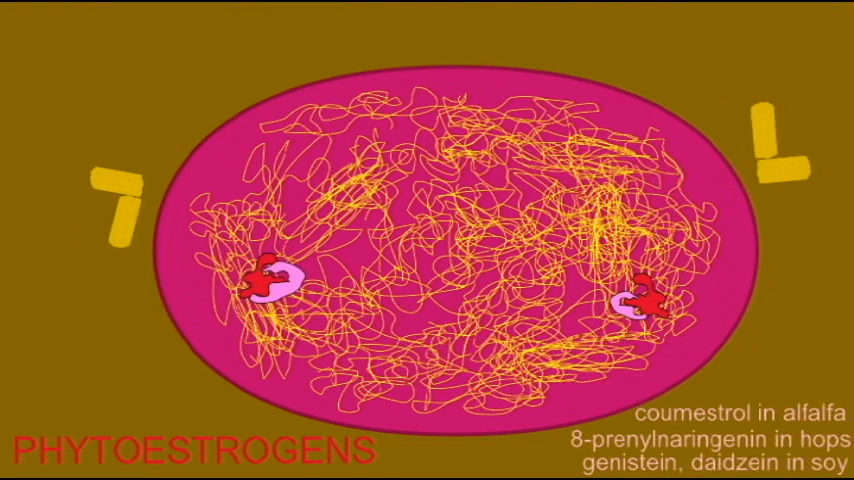 PHYTOESTROGENS
coumestrol in alfalfa
8-prenylnaringenin in hops
genistein, daidzein in soy